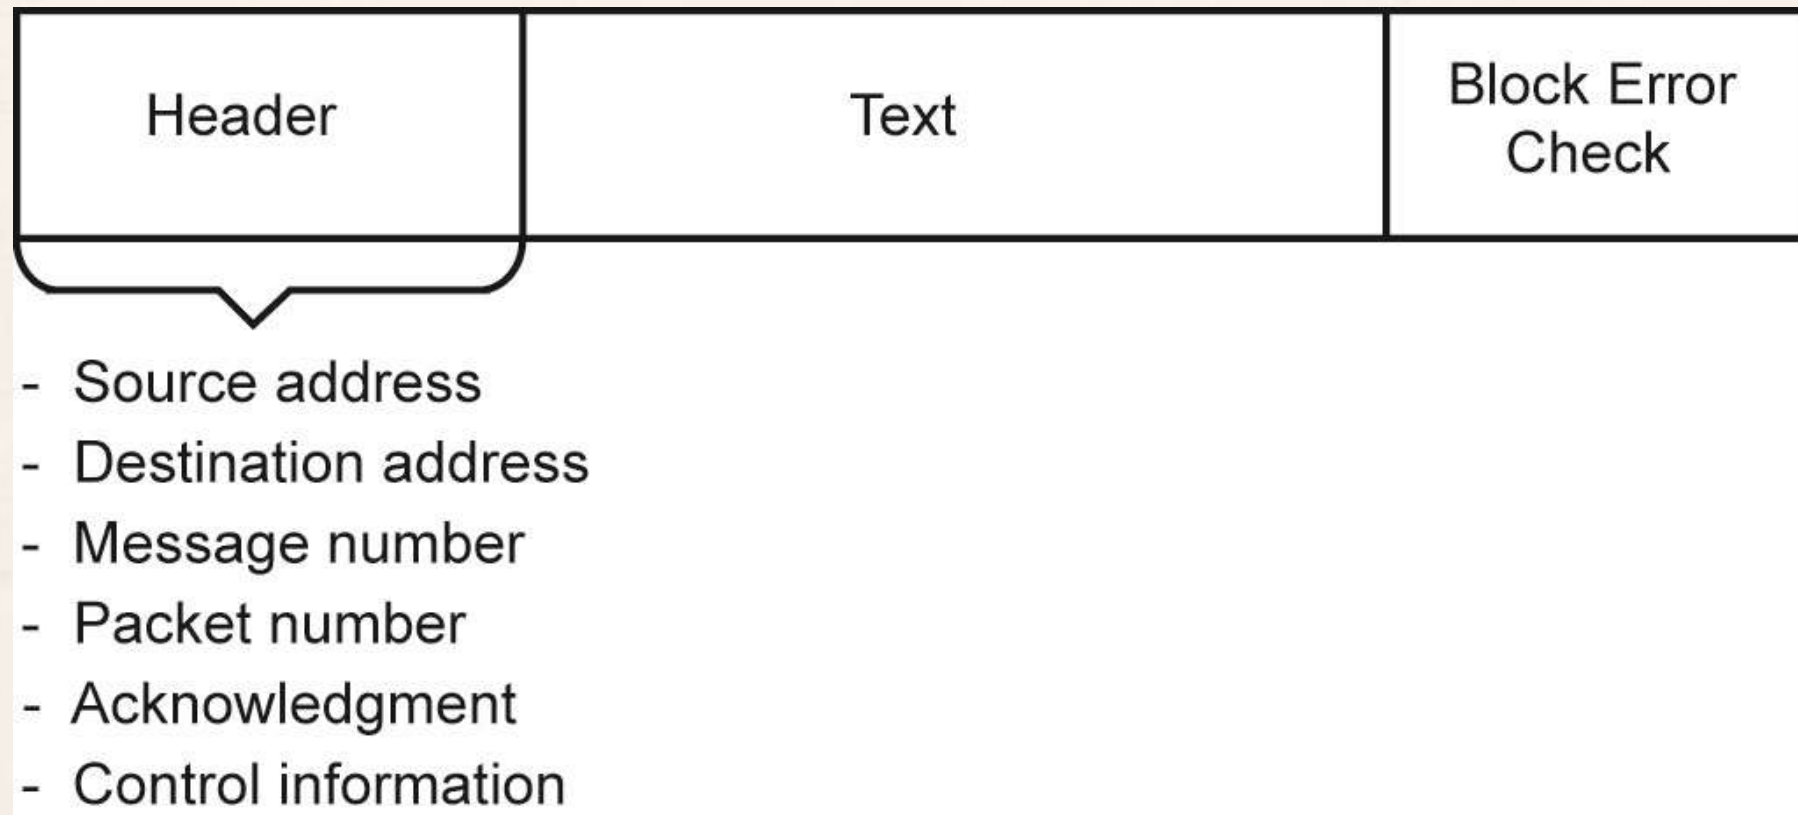 Header
Text
Block Error
Check
- Source address
- Destination address
- Message number
- Packet number
- Acknowledgment
- Control information